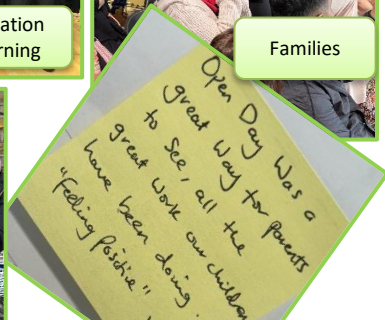 ation
rning
Families
Open Day Was a
great way for parents
to see, all the
great work our children
have been doing.
"Feeling Positive"